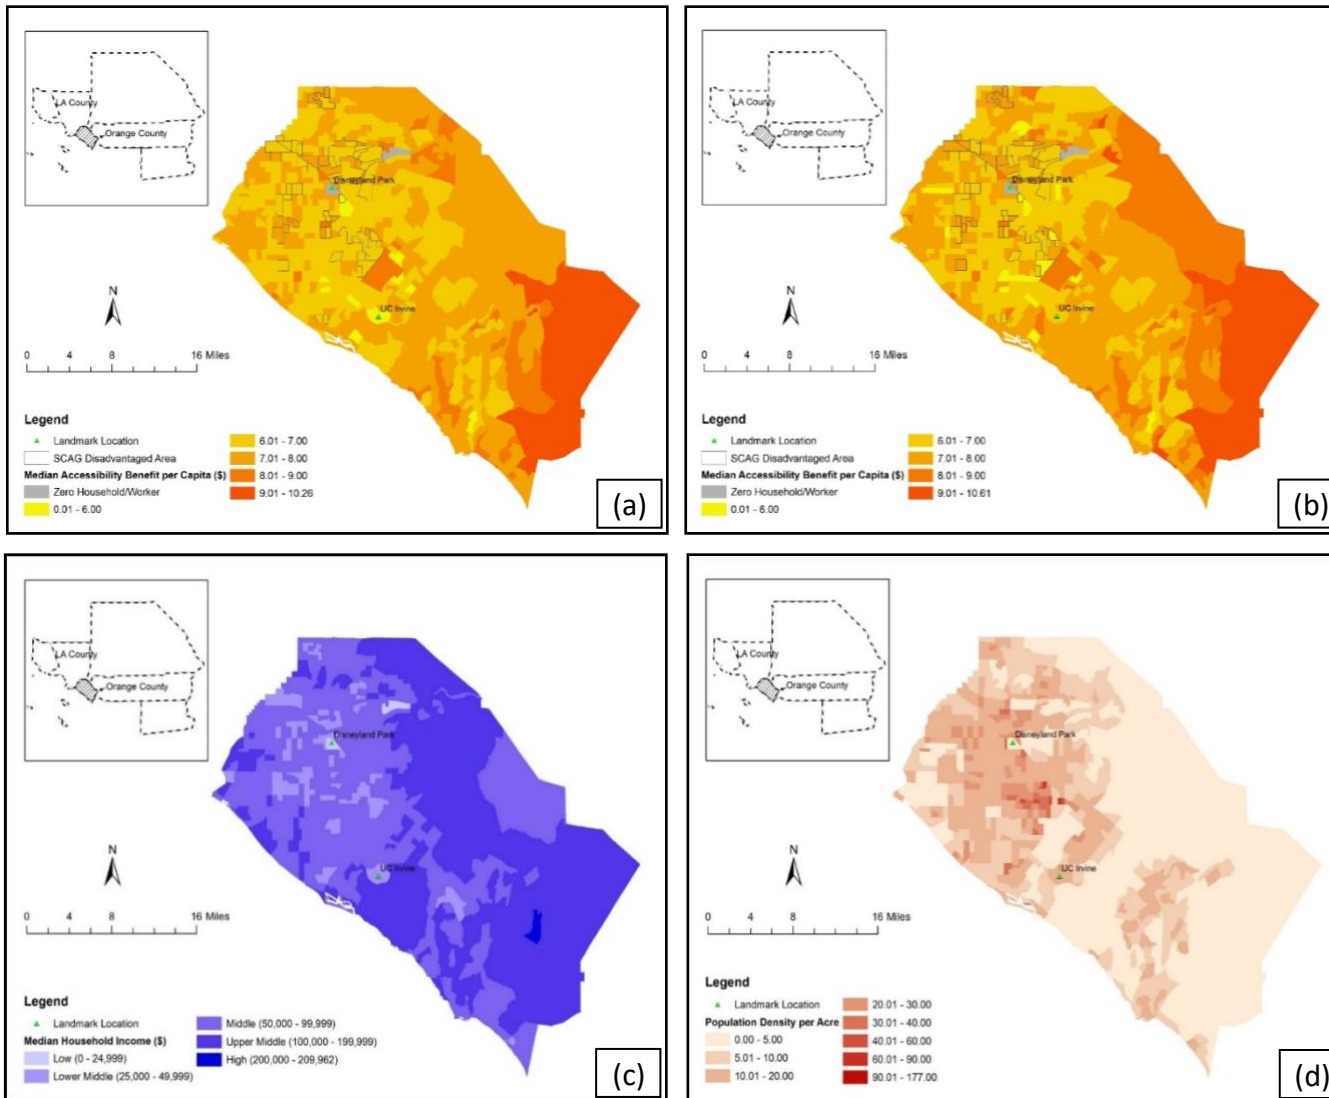 LA County
Orange County
Disneyland Park
UC Irvine
N
0 4 8 16 Miles
Legend
Landmark Location
SCAG Disadvantaged Area
Median Accessibility Benefit per Capita ($)
Zero Household/Worker
0.01 - 6.00
6.01 - 7.00
7.01 - 8.00
8.01 - 9.00
9.01 - 10.26
(a)
LA County
Orange County
Disneyland Park
UC Irvine
N
0 4 8 16 Miles
Legend
Landmark Location
SCAG Disadvantaged Area
Median Accessibility Benefit per Capita ($)
Zero Household/Worker
0.01 - 6.00
6.01 - 7.00
7.01 - 8.00
8.01 - 9.00
9.01 - 10.61
(b)
LA County
Orange County
Disneyland Park
UC Irvine
N
0 4 8 16 Miles
Legend
Landmark Location
Median Household Income ($)
Low (0 - 24,999)
Lower Middle (25,000 - 49,999)
Middle (50,000 - 99,999)
Upper Middle (100,000 - 199,999)
High (200,000 - 209,962)
(c)
LA County
Orange County
Disneyland Park
UC Irvine
N
0 4 8 16 Miles
Legend
Landmark Location
Population Density per Acre
0.00 - 5.00
5.01 - 10.00
10.01 - 20.00
20.01 - 30.00
30.01 - 40.00
40.01 - 60.00
60.01 - 90.00
90.01 - 177.00
(d)